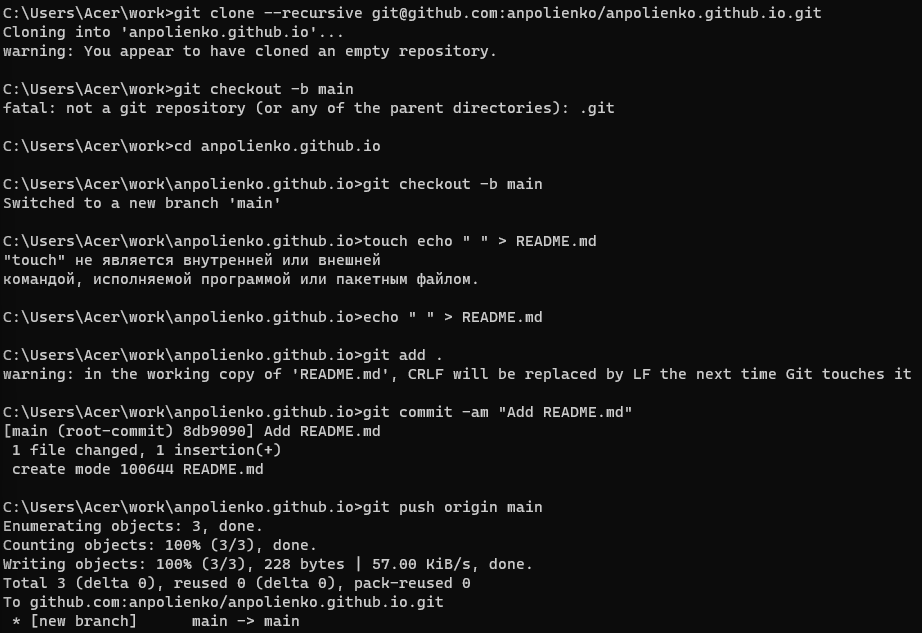 C:\Users\Acer\work>git clone --recursive git@github.com:anpolienko/anpolienko.github.io.git
Cloning into 'anpolienko.github.io'...
warning: You appear to have cloned an empty repository.
C:\Users\Acer\work>git checkout -b main
fatal: not a git repository (or any of the parent directories): .git
C:\Users\Acer\work>cd anpolienko.github.io
C:\Users\Acer\work\anpolienko.github.io>git checkout -b main
Switched to a new branch 'main'
C:\Users\Acer\work\anpolienko.github.io>touch echo " " > README.md
"touch" не является внутренней или внешней
командой, исполняемой программой или пакетным файлом.
C:\Users\Acer\work\anpolienko.github.io>echo " " > README.md
C:\Users\Acer\work\anpolienko.github.io>git add .
warning: in the working copy of 'README.md', CRLF will be replaced by LF the next time Git touches it
C:\Users\Acer\work\anpolienko.github.io>git commit -am "Add README.md"
[main (root-commit) 8db9090] Add README.md
 1 file changed, 1 insertion(+)
 create mode 100644 README.md
C:\Users\Acer\work\anpolienko.github.io>git push origin main
Enumerating objects: 3, done.
Counting objects: 100% (3/3), done.
Writing objects: 100% (3/3), 228 bytes | 57.00 KiB/s, done.
Total 3 (delta 0), reused 0 (delta 0), pack-reused 0
To github.com:anpolienko/anpolienko.github.io.git
 * [new branch]      main -> main